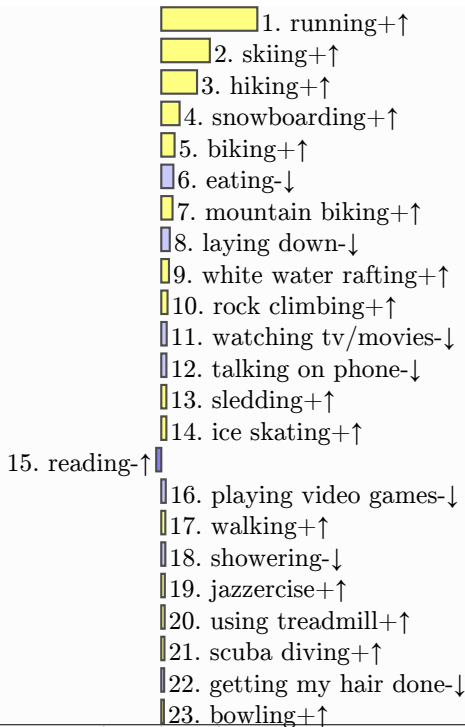 1. running+↑
2. skiing+↑
3. hiking+↑
4. snowboarding+↑
5. biking+↑
6. eating-↓
7. mountain biking+↑
8. laying down-↓
9. white water rafting+↑
10. rock climbing+↑
11. watching tv/movies-↓
12. talking on phone-↓
13. sledding+↑
14. ice skating+↑
15. reading-↑
16. playing video games-↓
17. walking+↑
18. showering-↓
19. jazzercise+↑
20. using treadmill+↑
21. scuba diving+↑
22. getting my hair done-↓
23. bowling+↑